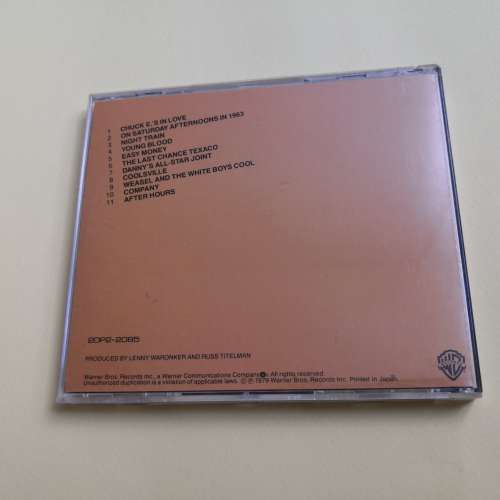 1 CHUCK E.'S IN LOVE
2 ON SATURDAY AFTERNOONS IN 1963
3 NIGHT TRAIN
4 YOUNG BLOOD
5 EASY MONEY
6 THE LAST CHANCE TEXACO
7 DANNY'S ALL-STAR JOINT
8 COOLSVILLE
9 WEASEL AND THE WHITE BOYS COOL
10 COMPANY
11 AFTER HOURS
20P2-2085
PRODUCED BY LENNY WARONKER AND RUSS TITELMAN
Warner Bros. Records Inc., a Warner Communications Company. All rights reserved.
Unauthorized duplication is a violation of applicable laws. © ℗ 1979 Warner Bros. Records Inc. Printed in Japan.